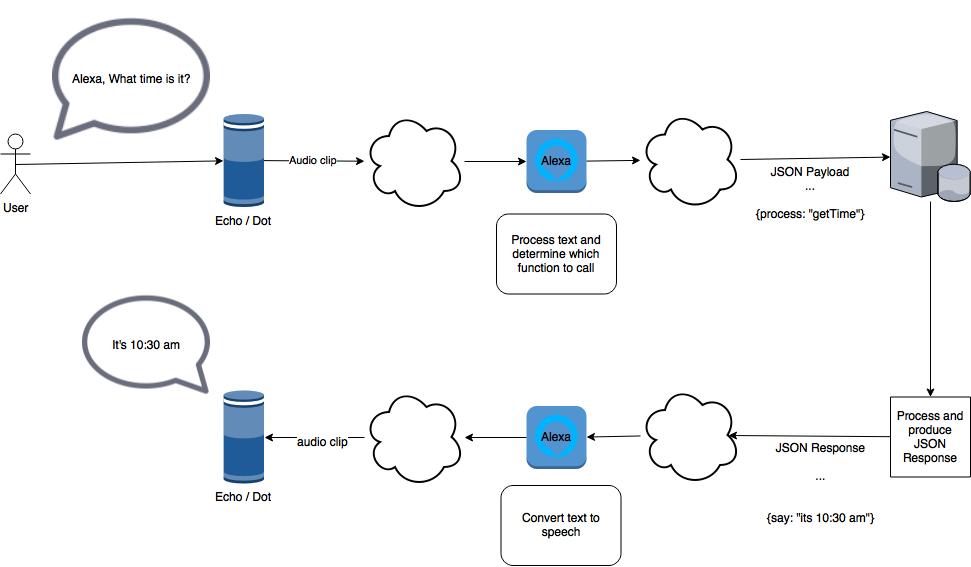 Alexa, What time is it?
User
Echo / Dot
Audio clip
Alexa
Process text and
determine which
function to call
JSON Payload
...
{process: "getTime"}
It's 10:30 am
Echo / Dot
audio clip
Alexa
Convert text to
speech
JSON Response
...
{say: "its 10:30 am"}
Process and
produce
JSON
Response